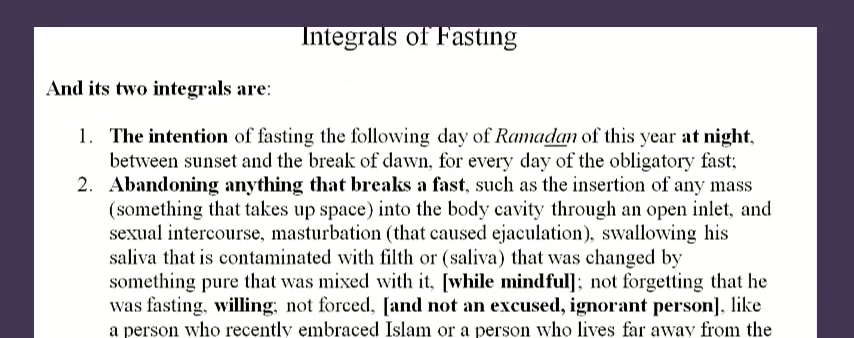 Integrals of Fasting
And its two integrals are:
1. The intention of fasting the following day of Ramadan of this year at night,
between sunset and the break of dawn, for every day of the obligatory fast;
2. Abandoning anything that breaks a fast, such as the insertion of any mass
(something that takes up space) into the body cavity through an open inlet, and
sexual intercourse, masturbation (that caused ejaculation), swallowing his
saliva that is contaminated with filth or (saliva) that was changed by
something pure that was mixed with it, [while mindful]; not forgetting that he
was fasting, willing; not forced, [and not an excused, ignorant person], like
a person who recently embraced Islam or a person who lives far away from the